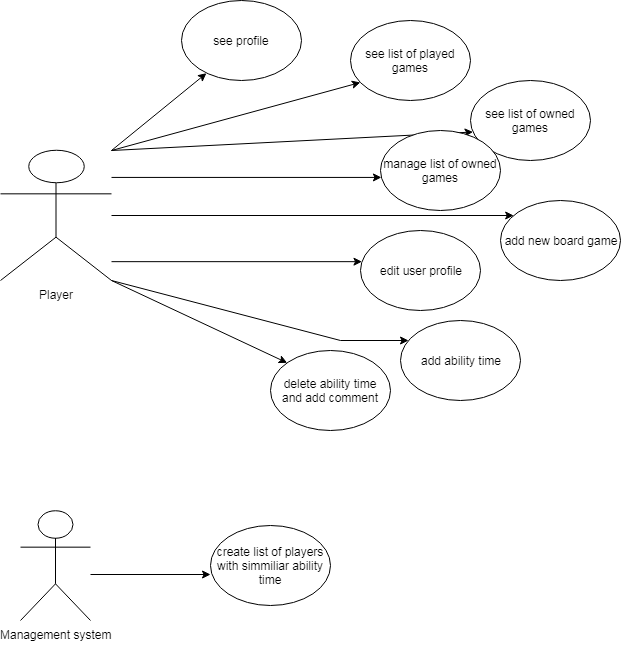 see profile
see list of played
games
see list of owned
games
manage list of owned
games
add new board game
edit user profile
Player
add ability time
delete ability time
and add comment
create list of players
with simmiliar ability
time
Management system